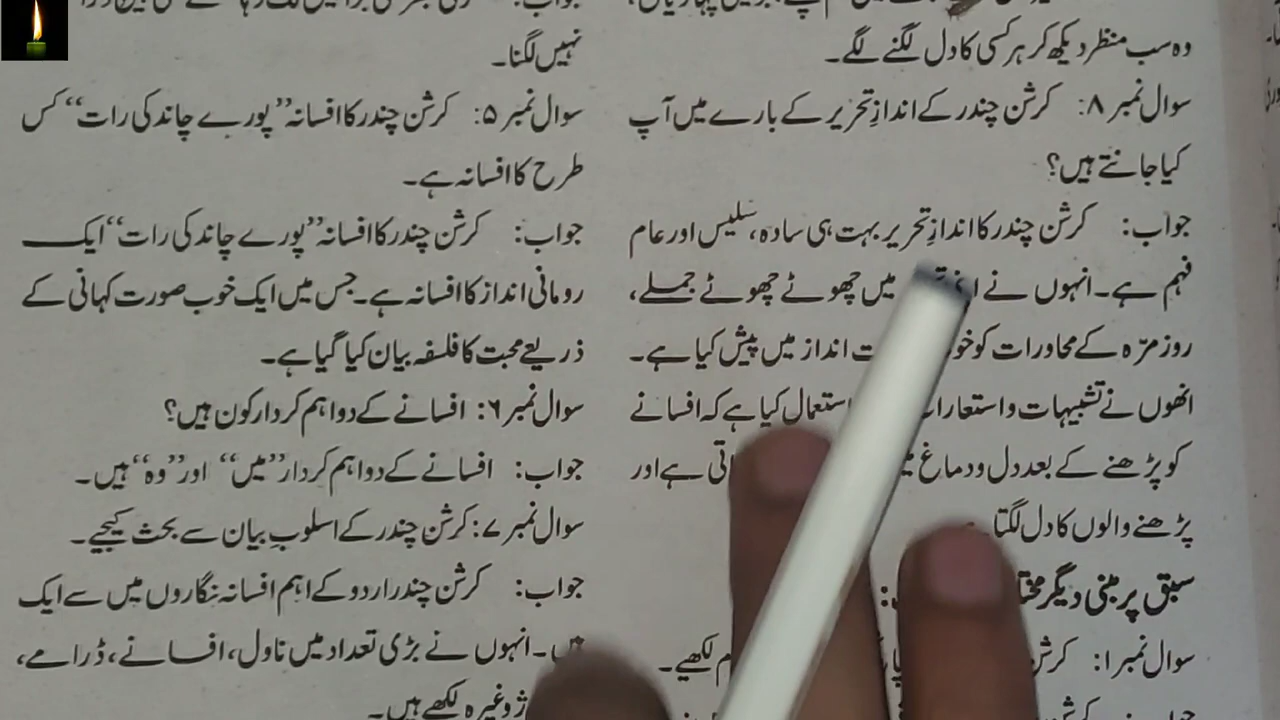 وہ سب منظر دیکھ کر ہر کسی کا دل لگنے لگے۔
سوال نمبر ۸: کرشن چندر کے اندازِ تحریر کے بارے میں آپ
کیا جانتے ہیں؟
جواب: کرشن چندر کا اندازِ تحریر بہت ہی سادہ، سلیس اور عام
فہم ہے۔ انہوں نے میں چھوٹے چھوٹے جملے،
روز مرّہ کے محاورات کو انداز میں پیش کیا ہے۔
انھوں نے تشبیہات و استعمال کیا ہے کہ افسانے
کو پڑھنے کے بعد دل و دماغ ہے اور
پڑھنے والوں کا دل لگتا
سبق پر مبنی دیگر
سوال نمبر ۱: لکھیے۔
نہیں لگنا۔
سوال نمبر ۵: کرشن چندر کا افسانہ ”پورے چاند کی رات“ کس
طرح کا افسانہ ہے۔
جواب: کرشن چندر کا افسانہ ”پورے چاند کی رات“ ایک
رومانی انداز کا افسانہ ہے۔ جس میں ایک خوب صورت کہانی کے
ذریعے محبت کا فلسفہ بیان کیا گیا ہے۔
سوال نمبر ۶: افسانے کے دو اہم کردار کون ہیں؟
جواب: افسانے کے دو اہم کردار ”میں“ اور ”وہ“ ہیں۔
سوال نمبر ۷: کرشن چندر کے اسلوبِ بیان سے بحث کیجیے۔
جواب: کرشن چندر اردو کے اہم افسانہ نگاروں میں سے ایک
ہیں۔ انہوں نے بڑی تعداد میں ناول، افسانے، ڈرامے،
وغیرہ لکھے ہیں۔